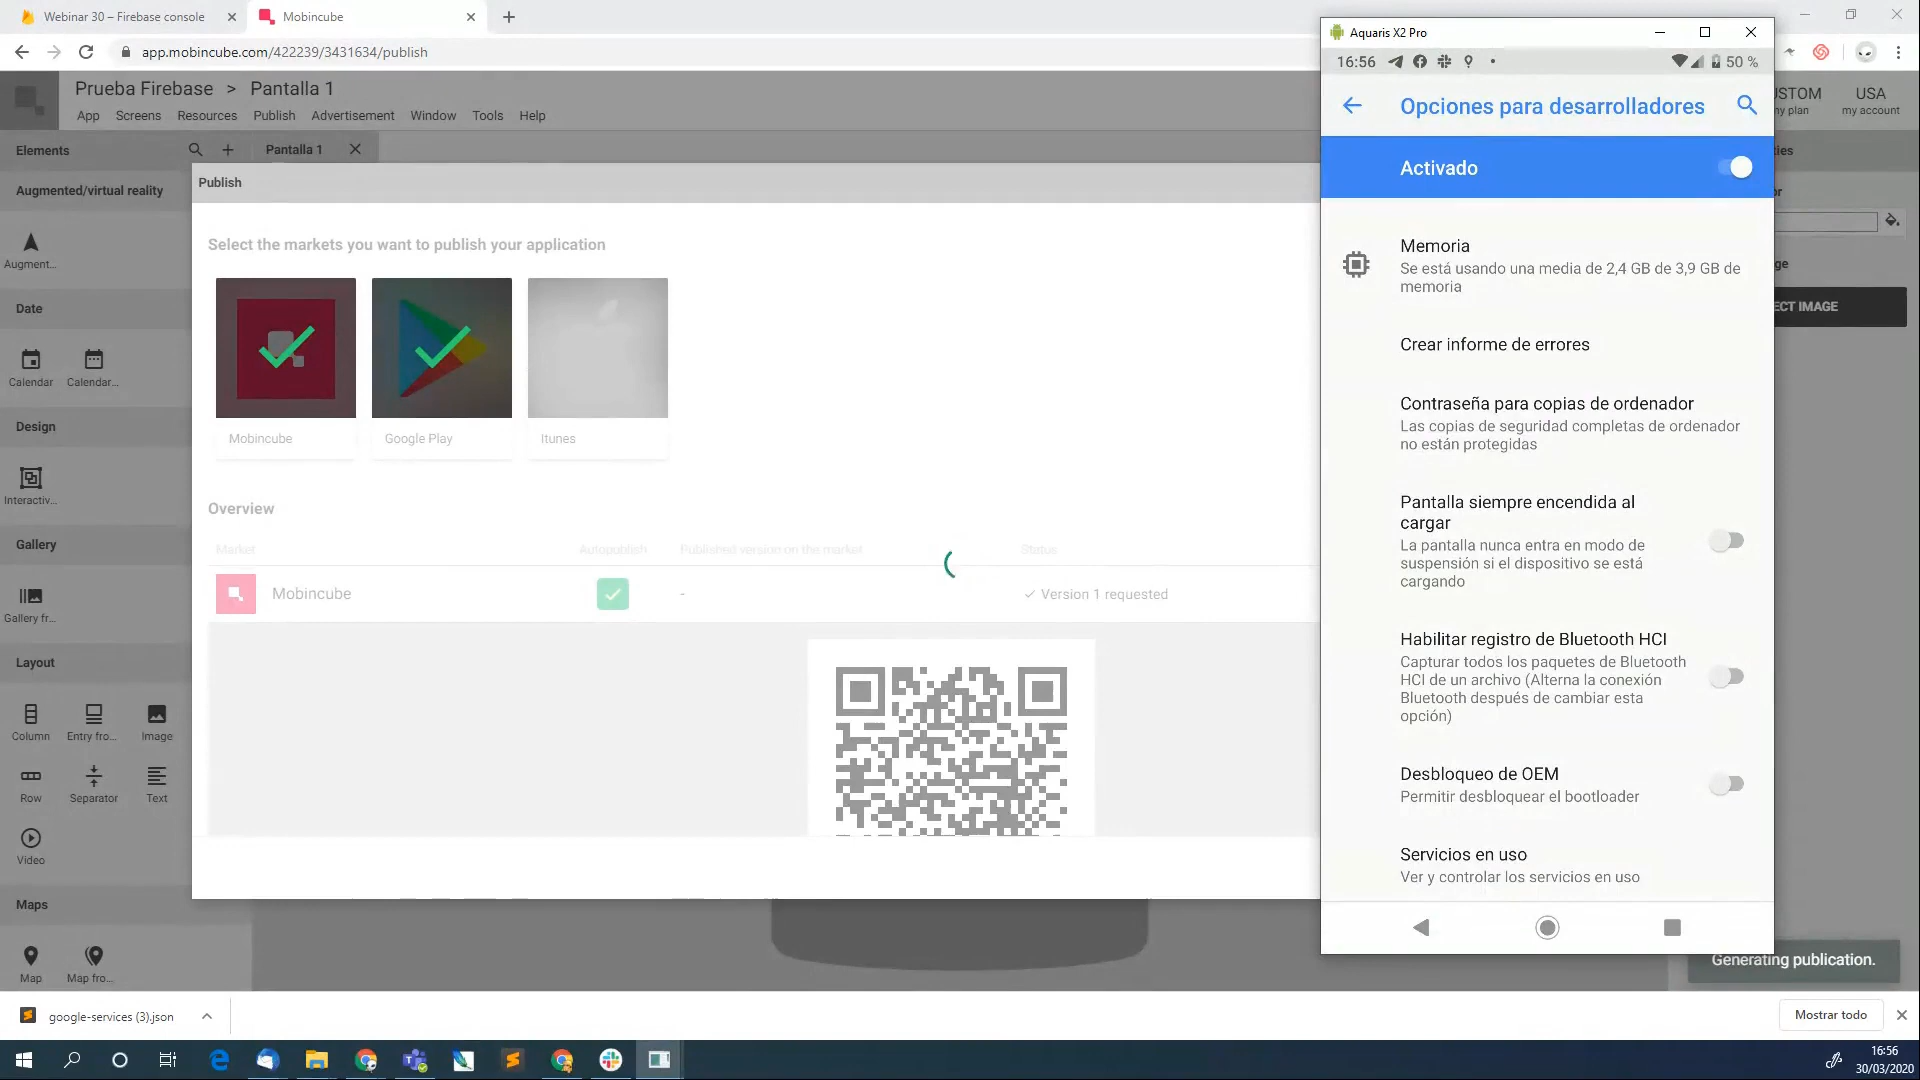 Webinar 30 – Firebase console
Mobincube
app.mobincube.com/422239/3431634/publish
Prueba Firebase > Pantalla 1
App Screens Resources Publish Advertisement Window Tools Help
USA
my account
Elements
Pantalla 1
Augmented/virtual reality
Augment...
Date
Calendar
Calendar...
Design
Interactiv...
Gallery
Gallery fr...
Layout
Column
Entry fro...
Image
Row
Separator
Text
Video
Maps
Map
Map fro...
Publish
Select the markets you want to publish your application
Mobincube
Google Play
Itunes
Overview
Market Autopublish Published version on the market Status
Mobincube - Version 1 requested
Aquaris X2 Pro
16:56 50 %
Opciones para desarrolladores
Activado
Memoria
Se está usando una media de 2,4 GB de 3,9 GB de
memoria
Crear informe de errores
Contraseña para copias de ordenador
Las copias de seguridad completas de ordenador
no están protegidas
Pantalla siempre encendida al
cargar
La pantalla nunca entra en modo de
suspensión si el dispositivo se está
cargando
Habilitar registro de Bluetooth HCI
Capturar todos los paquetes de Bluetooth
HCI de un archivo (Alterna la conexión
Bluetooth después de cambiar esta
opción)
Desbloqueo de OEM
Permitir desbloquear el bootloader
Servicios en uso
Ver y controlar los servicios en uso
IMAGE
Generating publication.
google-services (3).json
Mostrar todo
16:56
30/03/2020